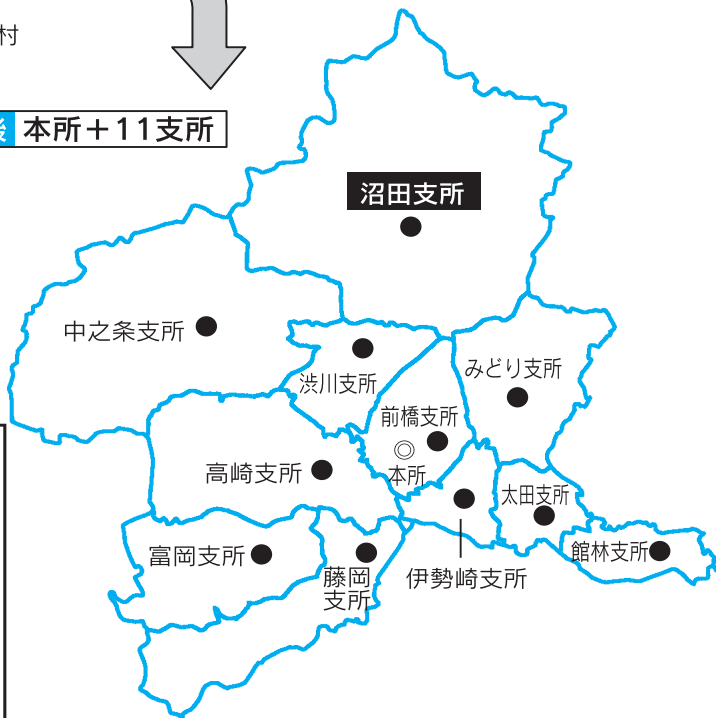 村
後 本所＋11支所
沼田支所
中之条支所
渋川支所
みどり支所
前橋支所
本所
高崎支所
太田支所
富岡支所
藤岡
支所
伊勢崎支所
館林支所